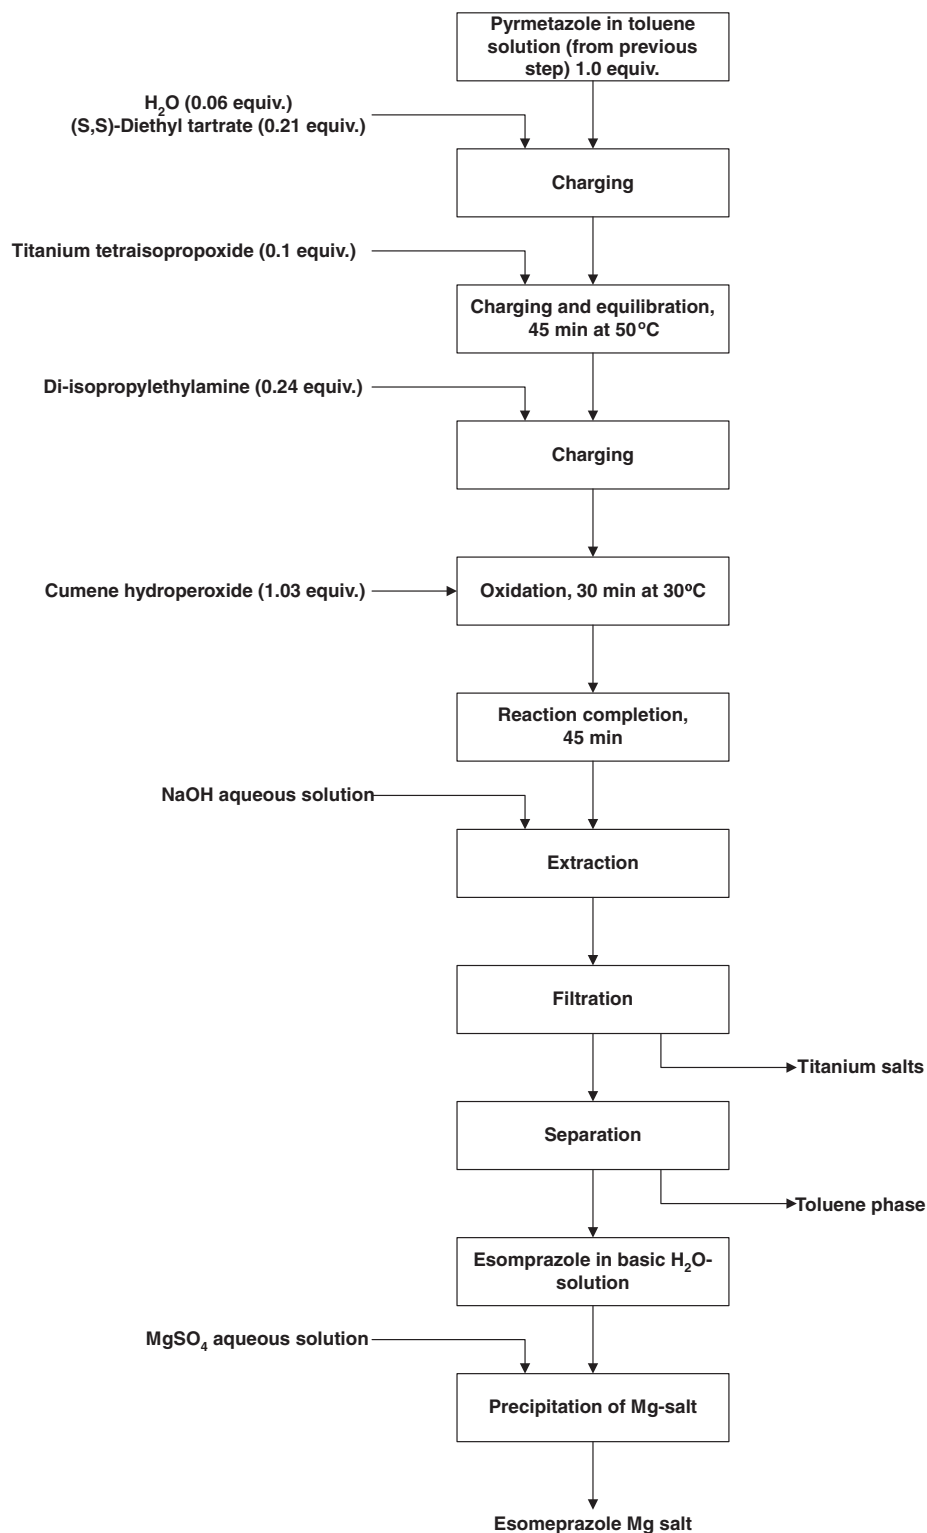 Pyrmetazole in toluene
solution (from previous
step) 1.0 equiv.
H₂O (0.06 equiv.)
(S,S)-Diethyl tartrate (0.21 equiv.)
Charging
Titanium tetraisopropoxide (0.1 equiv.)
Charging and equilibration,
45 min at 50°C
Di-isopropylethylamine (0.24 equiv.)
Charging
Cumene hydroperoxide (1.03 equiv.)
Oxidation, 30 min at 30ºC
Reaction completion,
45 min
NaOH aqueous solution
Extraction
Filtration
Titanium salts
Separation
Toluene phase
Esomprazole in basic H₂O-
solution
MgSO₄ aqueous solution
Precipitation of Mg-salt
Esomeprazole Mg salt